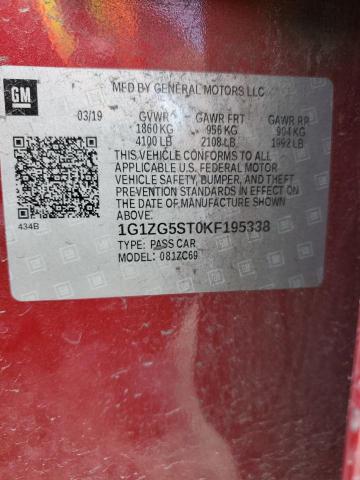 GM
MFD BY GENERAL MOTORS LLC
03/19 GVWR GAWR FRT GAWR RR
1860 KG 956 KG 904 KG
4100 LB 2108 LB 1992 LB
THIS VEHICLE CONFORMS TO ALL
APPLICABLE U.S. FEDERAL MOTOR
VEHICLE SAFETY, BUMPER, AND THEFT
PREVENTION STANDARDS IN EFFECT ON
THE DATE OF MANUFACTURE SHOWN
ABOVE.
434B
1G1ZG5ST0KF195338
TYPE: PASS CAR
MODEL: 081ZC69